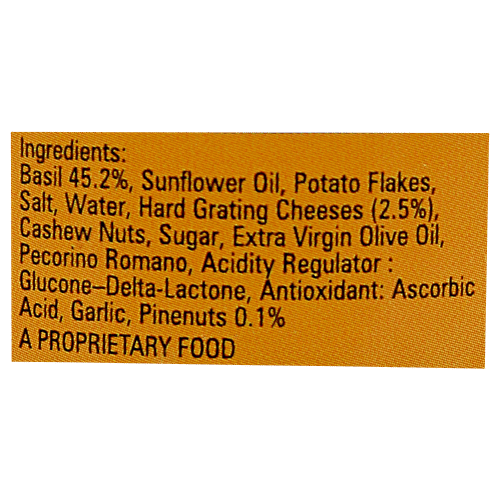 Ingredients:
Basil 45.2%, Sunflower Oil, Potato Flakes,
Salt, Water, Hard Grating Cheeses (2.5%),
Cashew Nuts, Sugar, Extra Virgin Olive Oil,
Pecorino Romano, Acidity Regulator :
Glucone–Delta-Lactone, Antioxidant: Ascorbic
Acid, Garlic, Pinenuts 0.1%
A PROPRIETARY FOOD